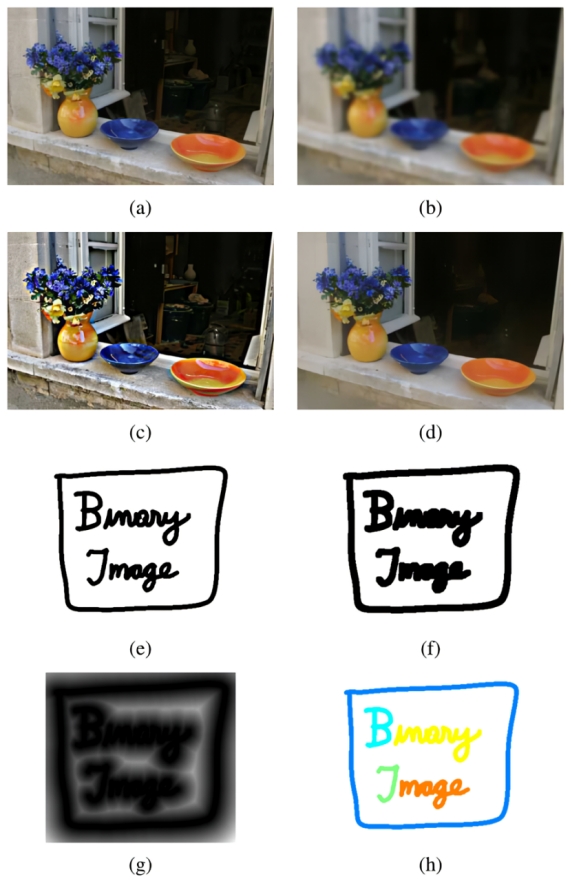 (a)
(b)
(c)
(d)
Binary
Image
Binary
Image
(e)
(f)
Binary
Image
Binary
Image
(g)
(h)